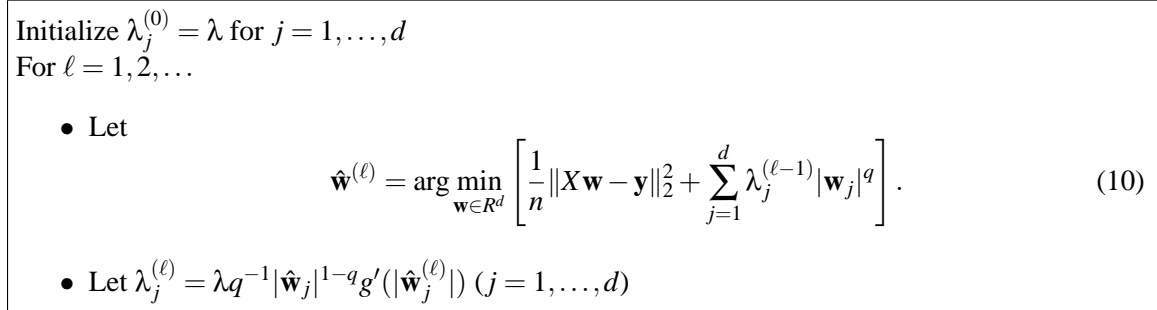 Initialize λ_j^{(0)} = λ for j = 1,...,d
For ℓ = 1,2,...
• Let
ŵ^{(ℓ)} = arg min_{w∈R^d} [ \frac{1}{n} ‖Xw − y‖_2^2 + ∑_{j=1}^{d} λ_j^{(ℓ−1)} |w_j|^q ]. (10)
• Let λ_j^{(ℓ)} = λq^{−1}|ŵ_j|^{1−q} g′(|ŵ_j^{(ℓ)}|) (j = 1,...,d)